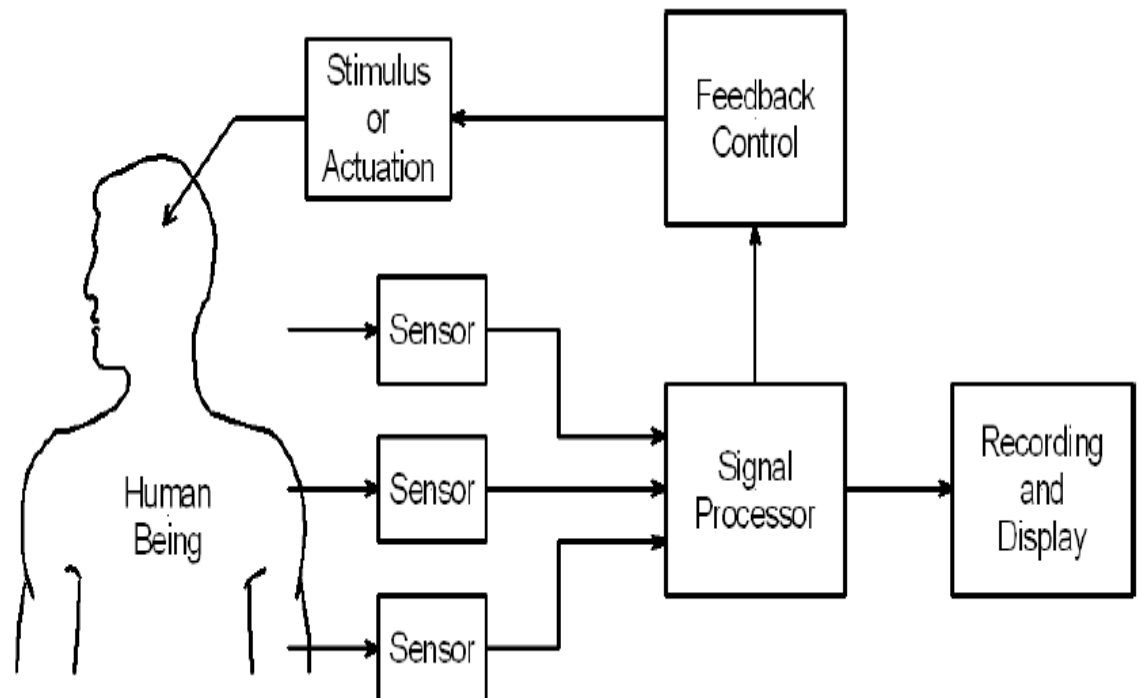 Stimulus
or
Actuation
Feedback
Control
Sensor
Human
Being
Sensor
Signal
Processor
Recording
and
Display
Sensor